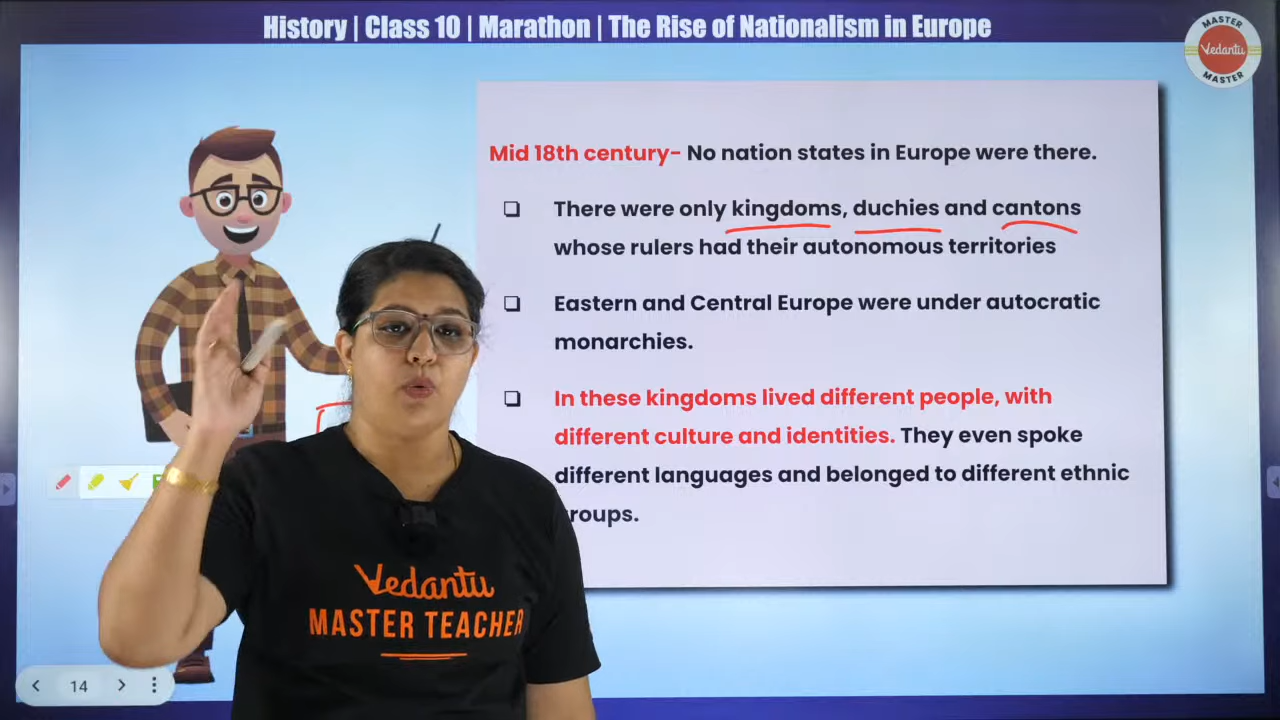 History | Class 10 | Marathon | The Rise of Nationalism in Europe
MASTER
Vedantu
MASTER
Mid 18th century- No nation states in Europe were there.
There were only kingdoms, duchies and cantons
whose rulers had their autonomous territories
Eastern and Central Europe were under autocratic
monarchies.
In these kingdoms lived different people, with
different culture and identities. They even spoke
different languages and belonged to different ethnic
roups.
Vedantu
MASTER TEACHER
14